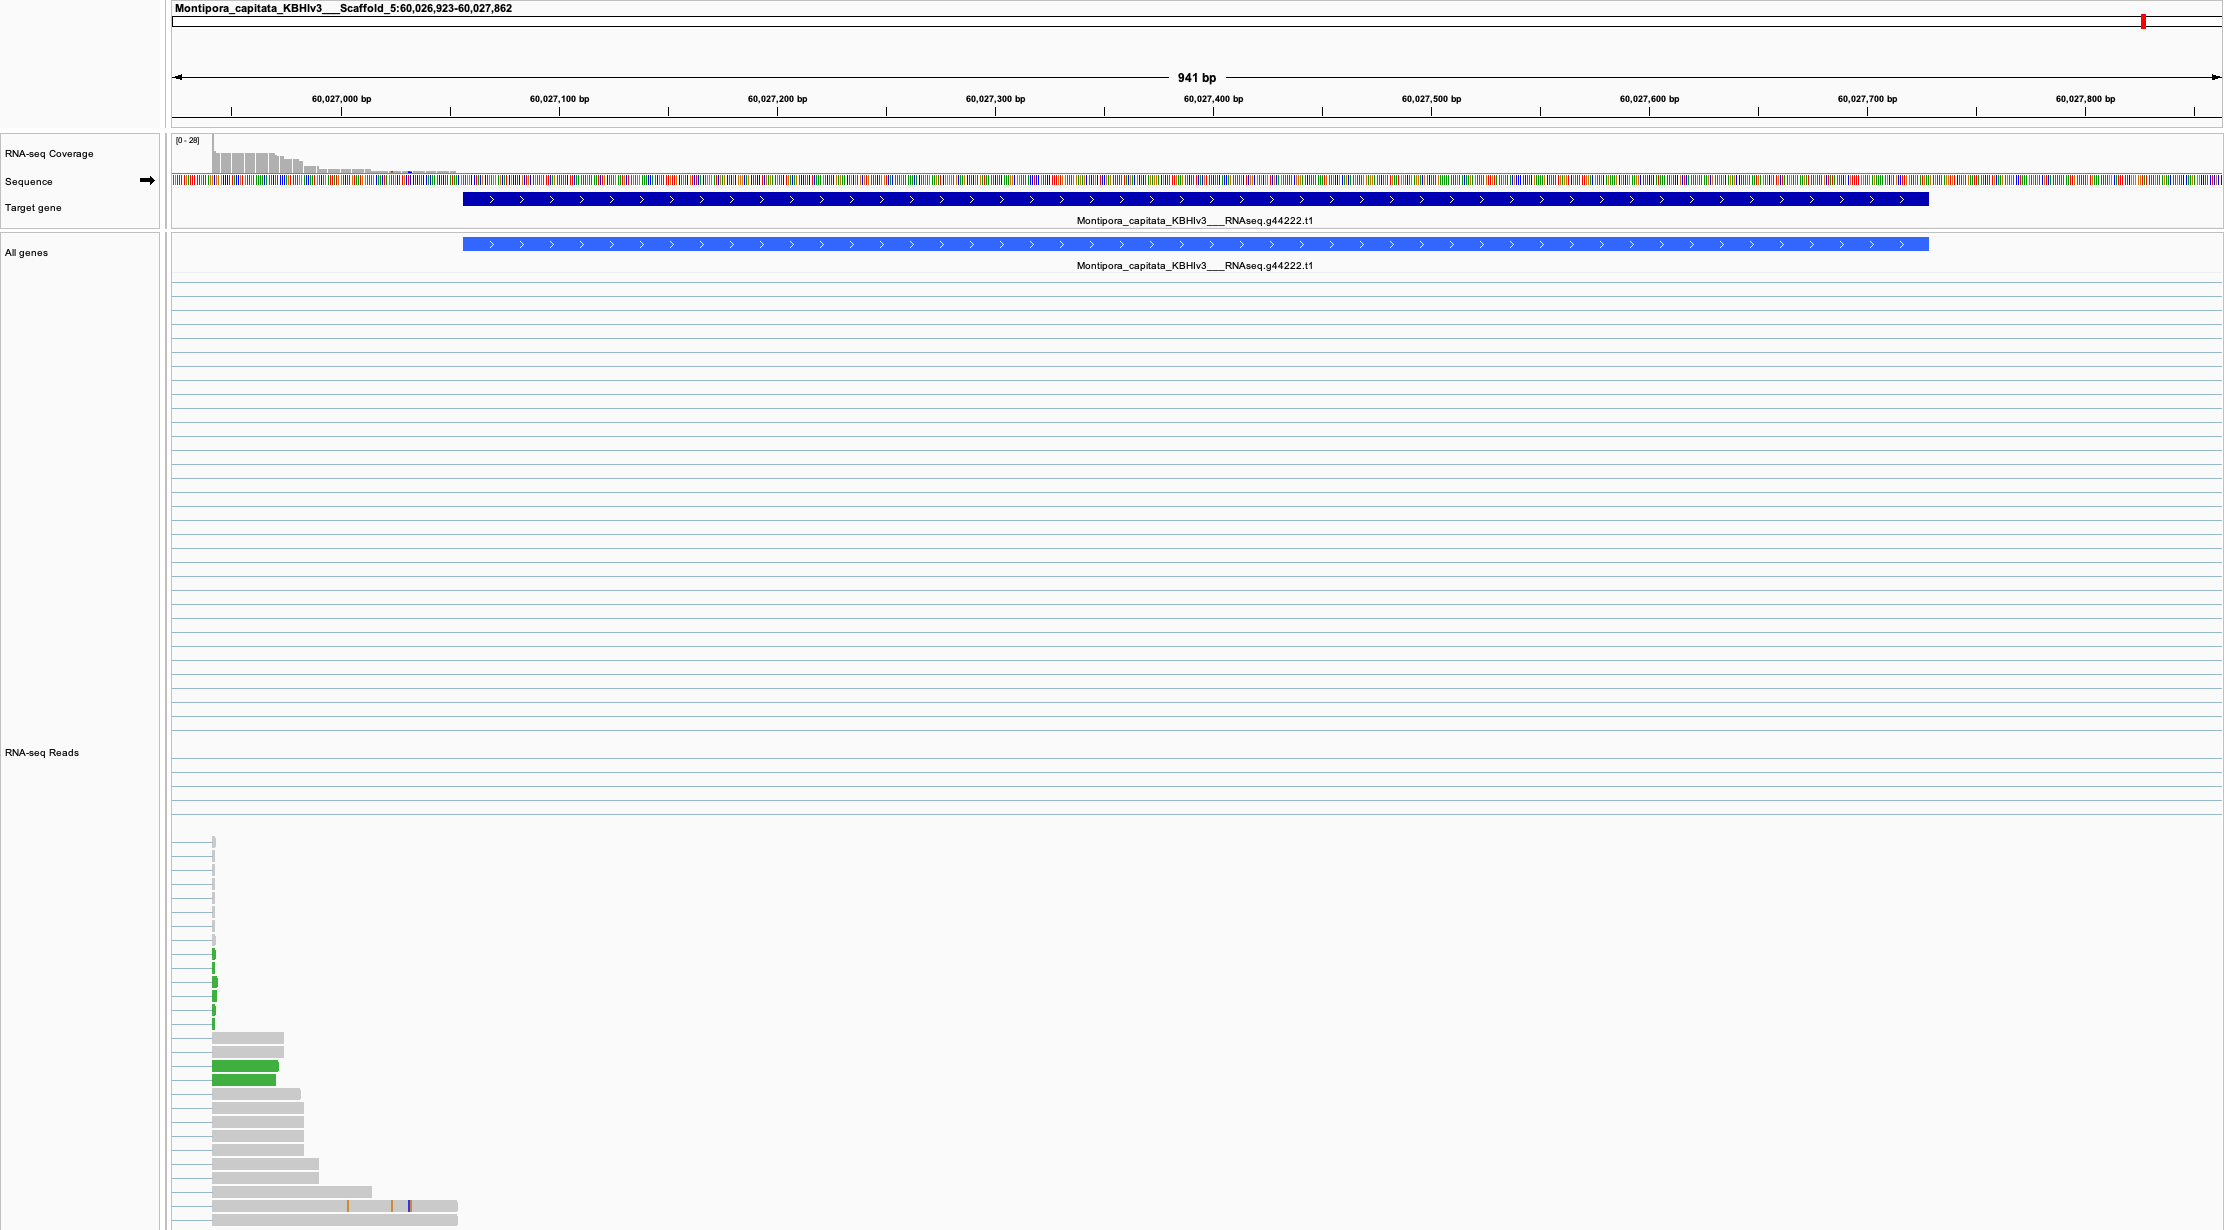 Montipora_capitata_KBHIv3___Scaffold_5:60,026,923-60,027,862
941 bp
60,027,000 bp 60,027,100 bp 60,027,200 bp 60,027,300 bp 60,027,400 bp 60,027,500 bp 60,027,600 bp 60,027,700 bp 60,027,800 bp
[0 - 28]
RNA-seq Coverage
Sequence
Target gene
Montipora_capitata_KBHIv3___RNAseq.g44222.t1
All genes
Montipora_capitata_KBHIv3___RNAseq.g44222.t1
RNA-seq Reads